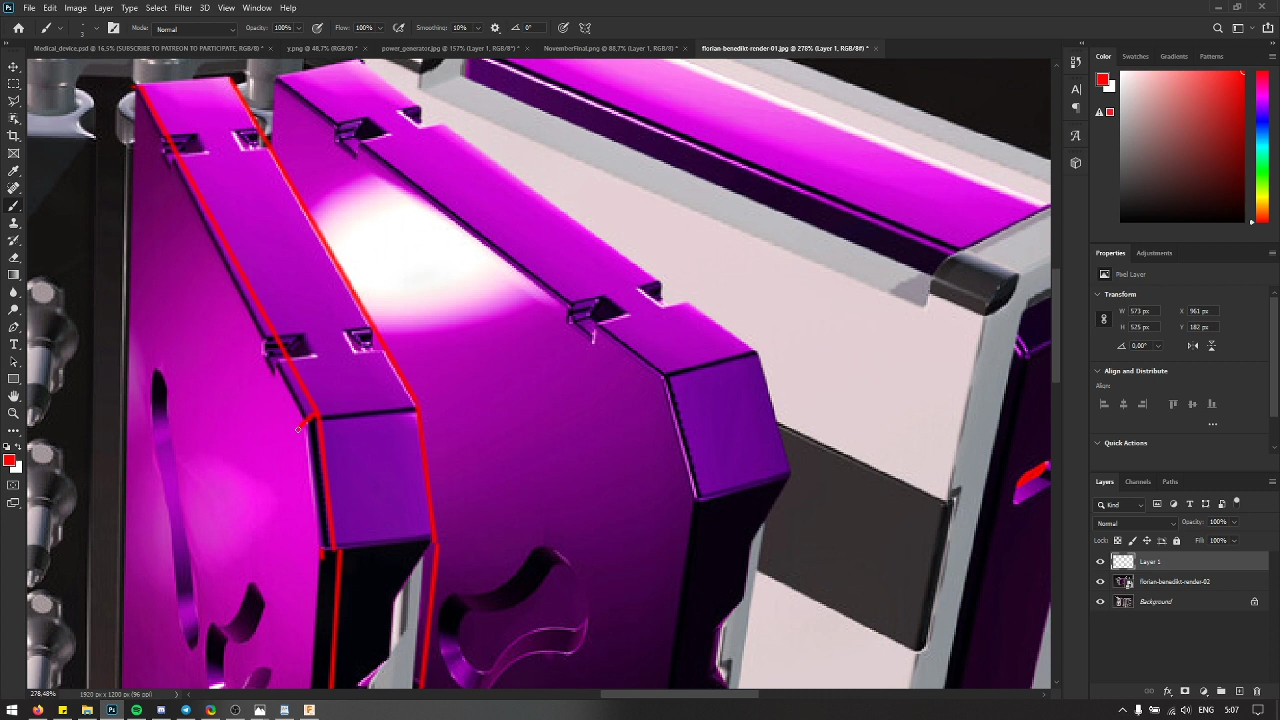 File Edit Image Layer Type Select Filter 3D View Window Help
3 Mode: Normal Opacity: 100% Flow: 100% Smoothing: 10% 0°
Medical_device.psd @ 16,5% (SUBSCRIBE TO PATREON TO PARTICIPATE, RGB/8) * ×
y.png @ 48,7% (RGB/8) * ×
power_generator.jpg @ 157% (Layer 1, RGB/8*) * ×
NovemberFinal.png @ 88,7% (Layer 1, RGB/8) * ×
florian-benedikt-render-01.jpg @ 278% (Layer 1, RGB/8#) * ×
Color Swatches Gradients Patterns
Properties Adjustments
Pixel Layer
Transform
W 573 px X 961 px
H 525 px Y 182 px
0,00°
Align and Distribute
Align:
Quick Actions
Layers Channels Paths
Kind
Normal Opacity: 100%
Lock: Fill: 100%
Layer 1
florian-benedikt-render-02
Background
278,48% 1920 px x 1200 px (96 ppi)
ENG 5:07